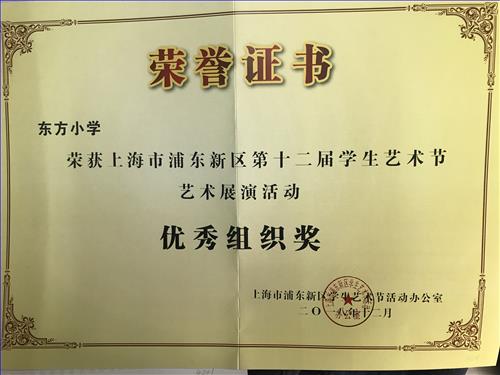 荣誉证书
东方小学
荣获上海市浦东新区第十二届学生艺术节
艺术展演活动
优秀组织奖
上海市浦东新区学生艺术节活动办公室
二〇一八年十二月